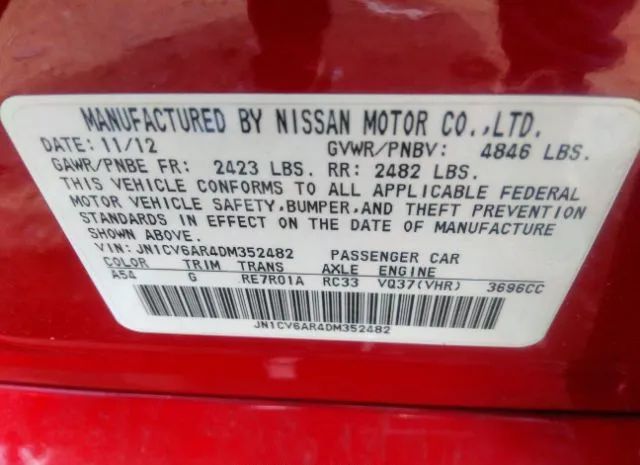 MANUFACTURED BY NISSAN MOTOR CO.,LTD.
DATE: 11/12 GVWR/PNBV: 4846 LBS.
GAWR/PNBE FR: 2423 LBS. RR: 2482 LBS.
THIS VEHICLE CONFORMS TO ALL APPLICABLE FEDERAL
MOTOR VEHICLE SAFETY,BUMPER,AND THEFT PREVENTION
STANDARDS IN EFFECT ON THE DATE OF MANUFACTURE
SHOWN ABOVE.
VIN: JN1CV6AR4DM352482 PASSENGER CAR
COLOR TRIM TRANS AXLE ENGINE
A54 G RE7R01A RC33 VQ37(VHR) 3696CC
JN1CV6AR4DM352482